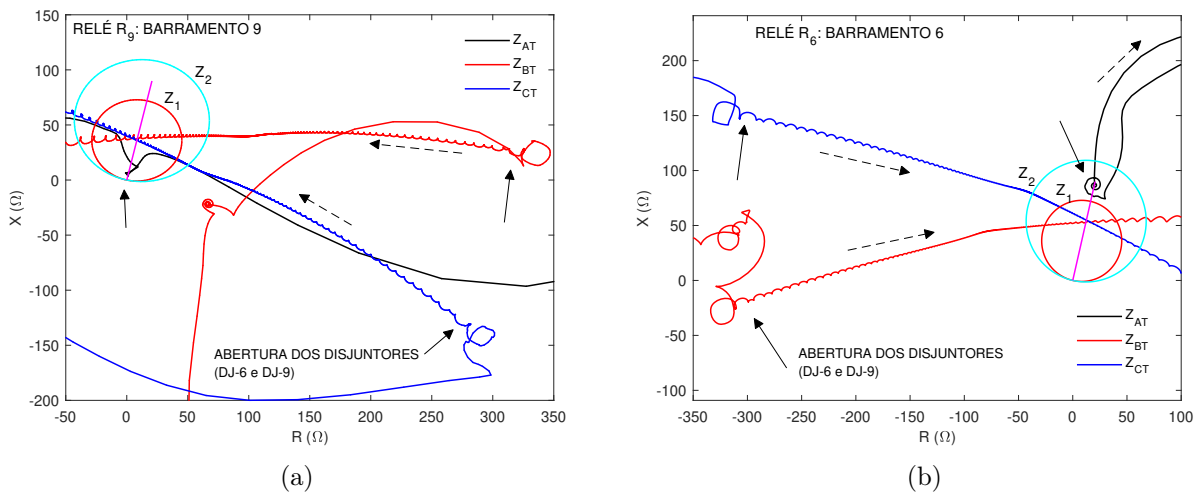 RELÉ R9: BARRAMENTO 9
150
100
50
0
-50
-100
-150
-200
X (Ω)
-50 0 50 100 150 200 250 300 350
R (Ω)
Z2
Z1
ZAT
ZBT
ZCT
ABERTURA DOS DISJUNTORES
(DJ-6 e DJ-9)
(a)
RELÉ R6: BARRAMENTO 6
200
150
100
50
0
50
-100
X (Ω)
-350 -300 -250 -200 -150 -100 -50 0 50 100
R (Ω)
Z2
Z1
ZAT
ZBT
ZCT
ABERTURA DOS DISJUNTORES
(DJ-6 e DJ-9)
(b)